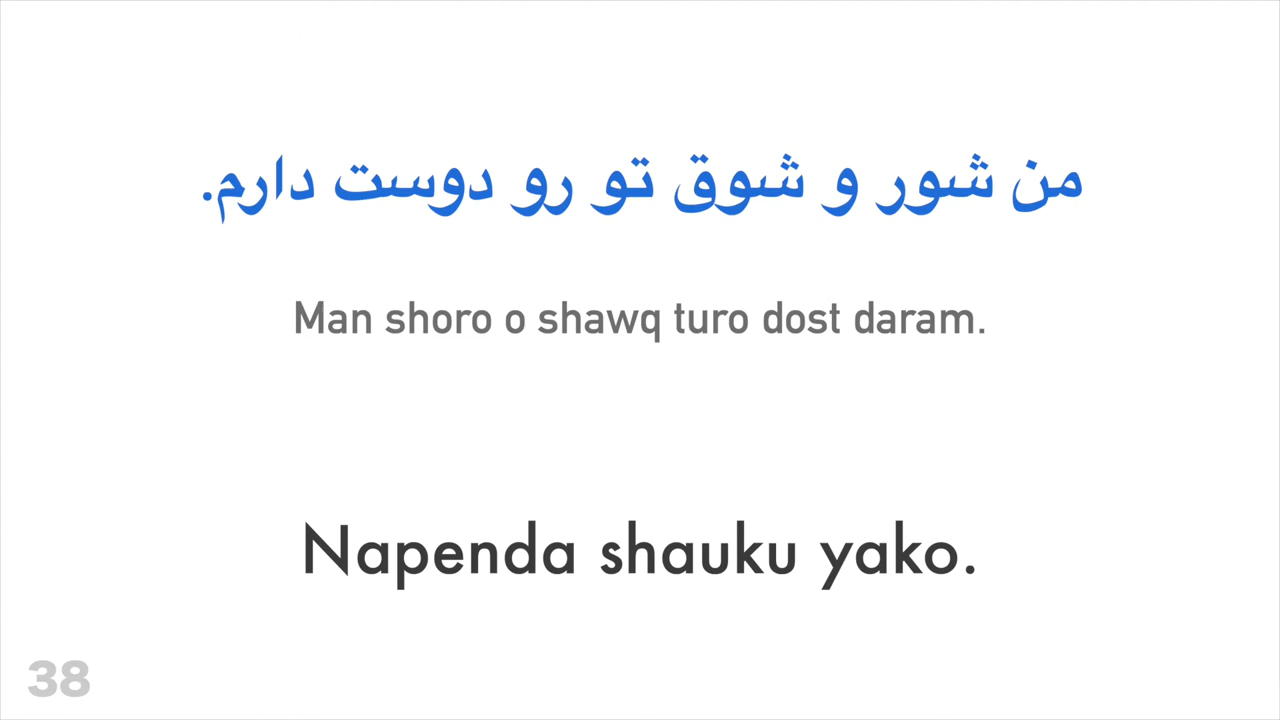 من شور و شوق تو رو دوست دارم.
Man shoro o shawq turo dost daram.
Napenda shauku yako.
38